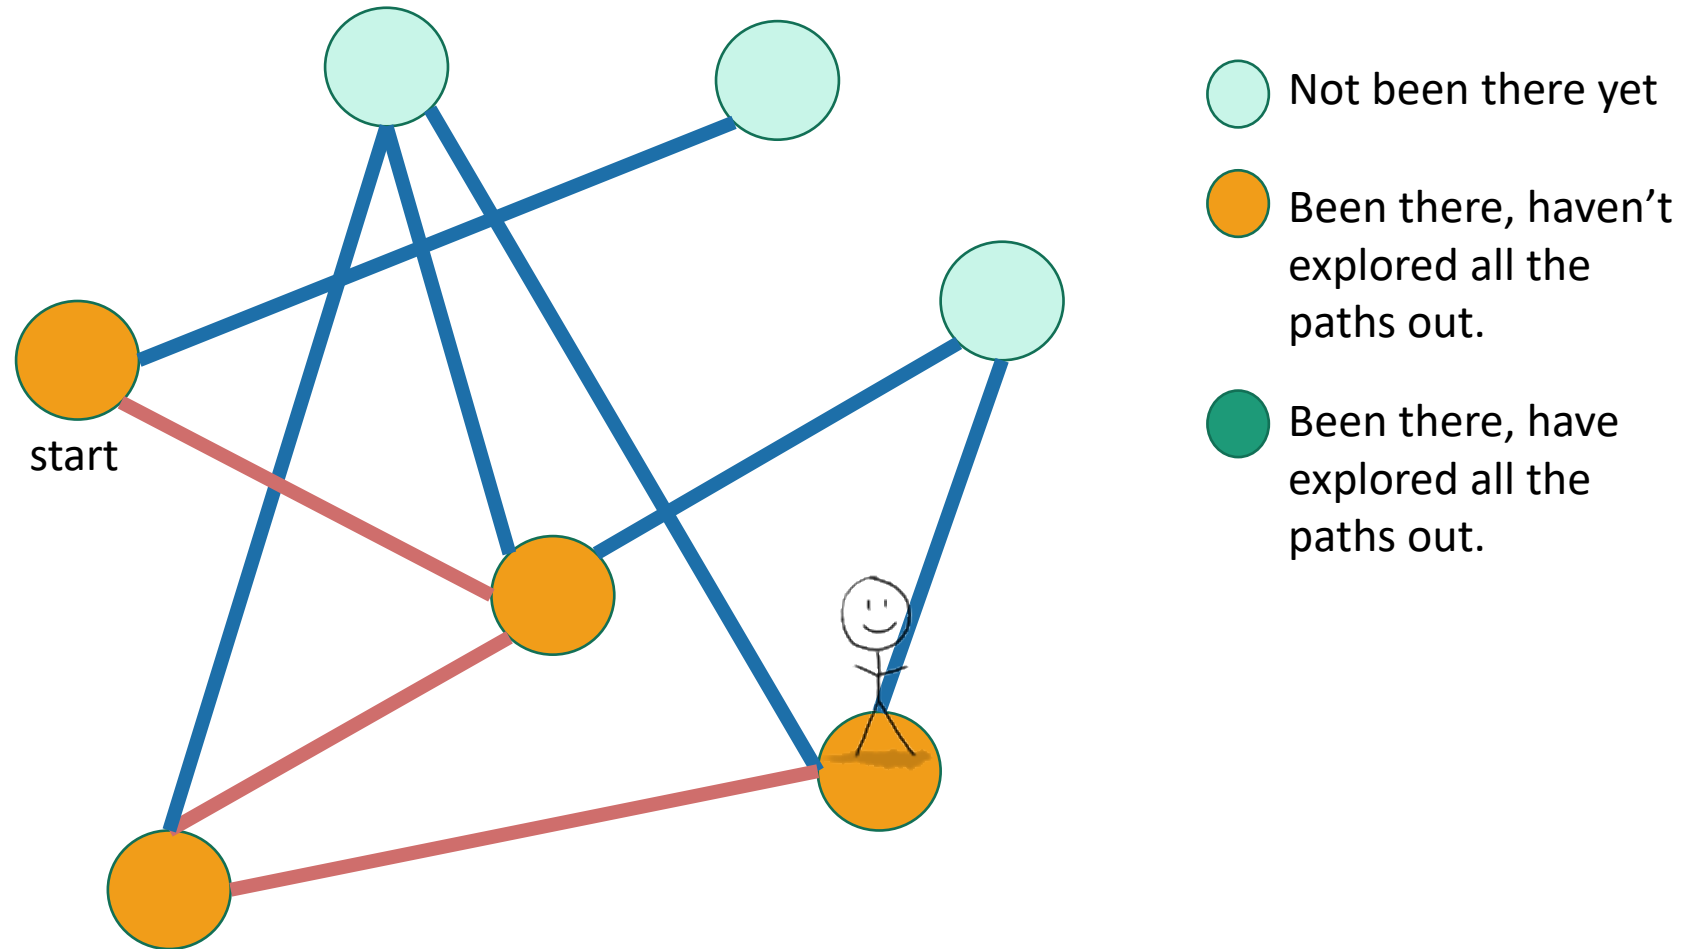 start
Not been there yet
Been there, haven’t
explored all the
paths out.
Been there, have
explored all the
paths out.